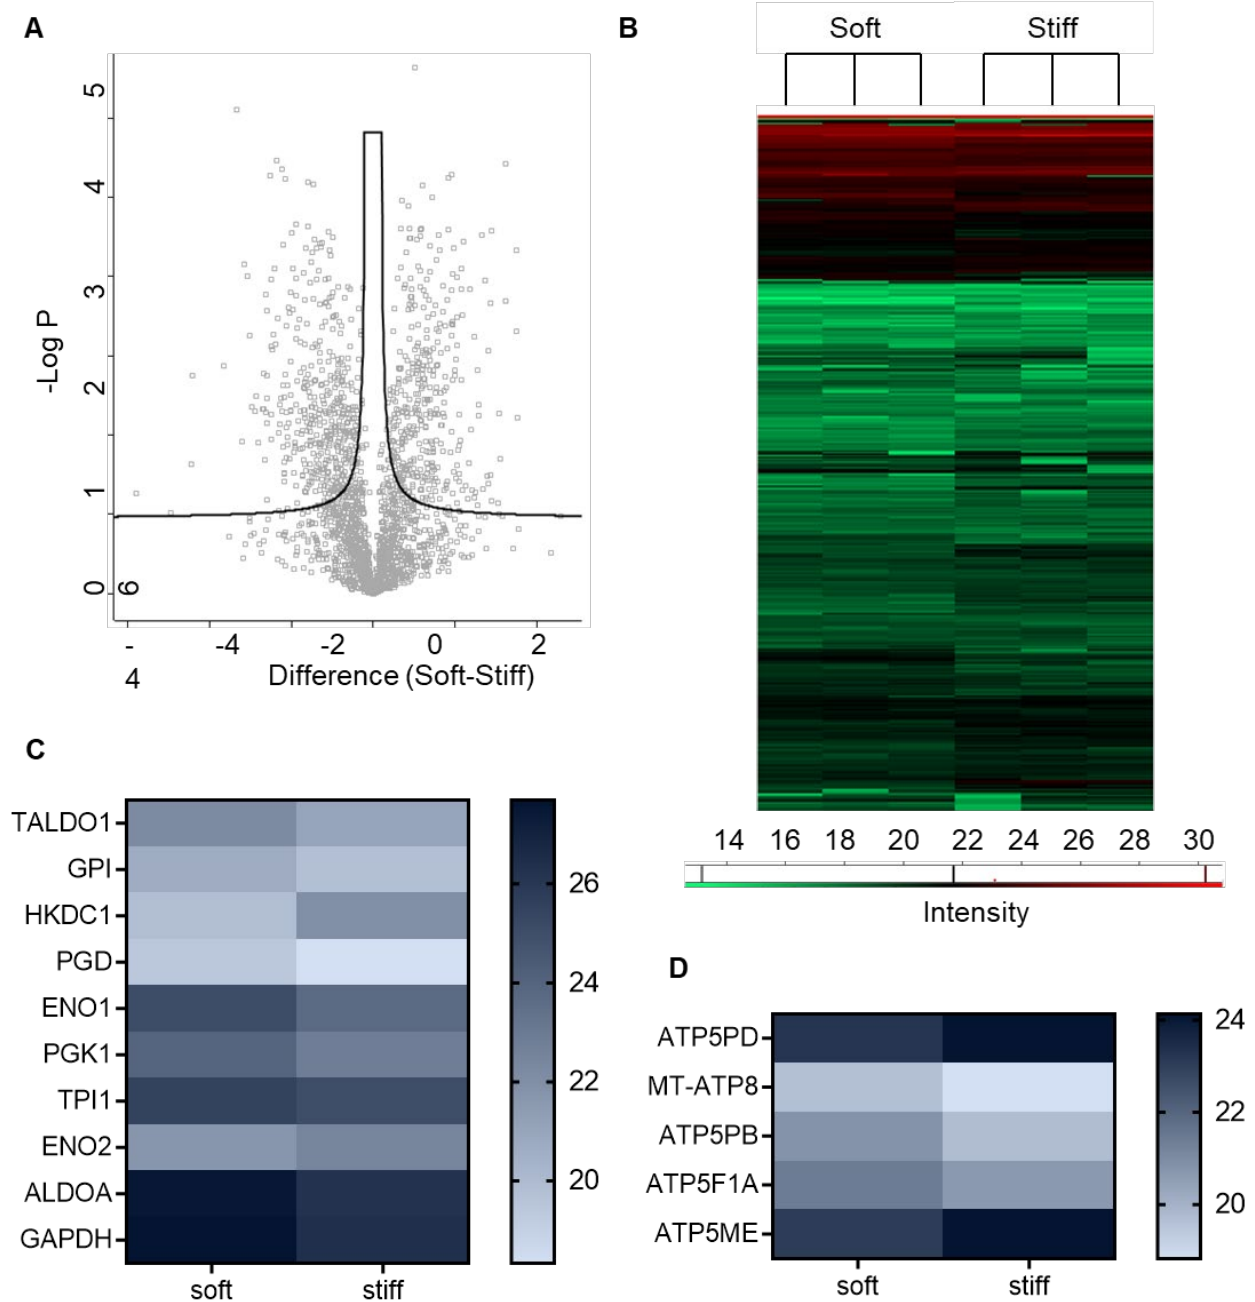 A
5
4
3
2
1
0
6
-Log P
-
4
-4
-2
0
2
Difference (Soft-Stiff)
B
Soft
Stiff
14 16 18 20 22 24 26 28 30
Intensity
C
TALDO1
GPI
HKDC1
PGD
ENO1
PGK1
TPI1
ENO2
ALDOA
GAPDH
soft stiff
26
24
22
20
D
ATP5PD
MT-ATP8
ATP5PB
ATP5F1A
ATP5ME
soft stiff
24
22
20